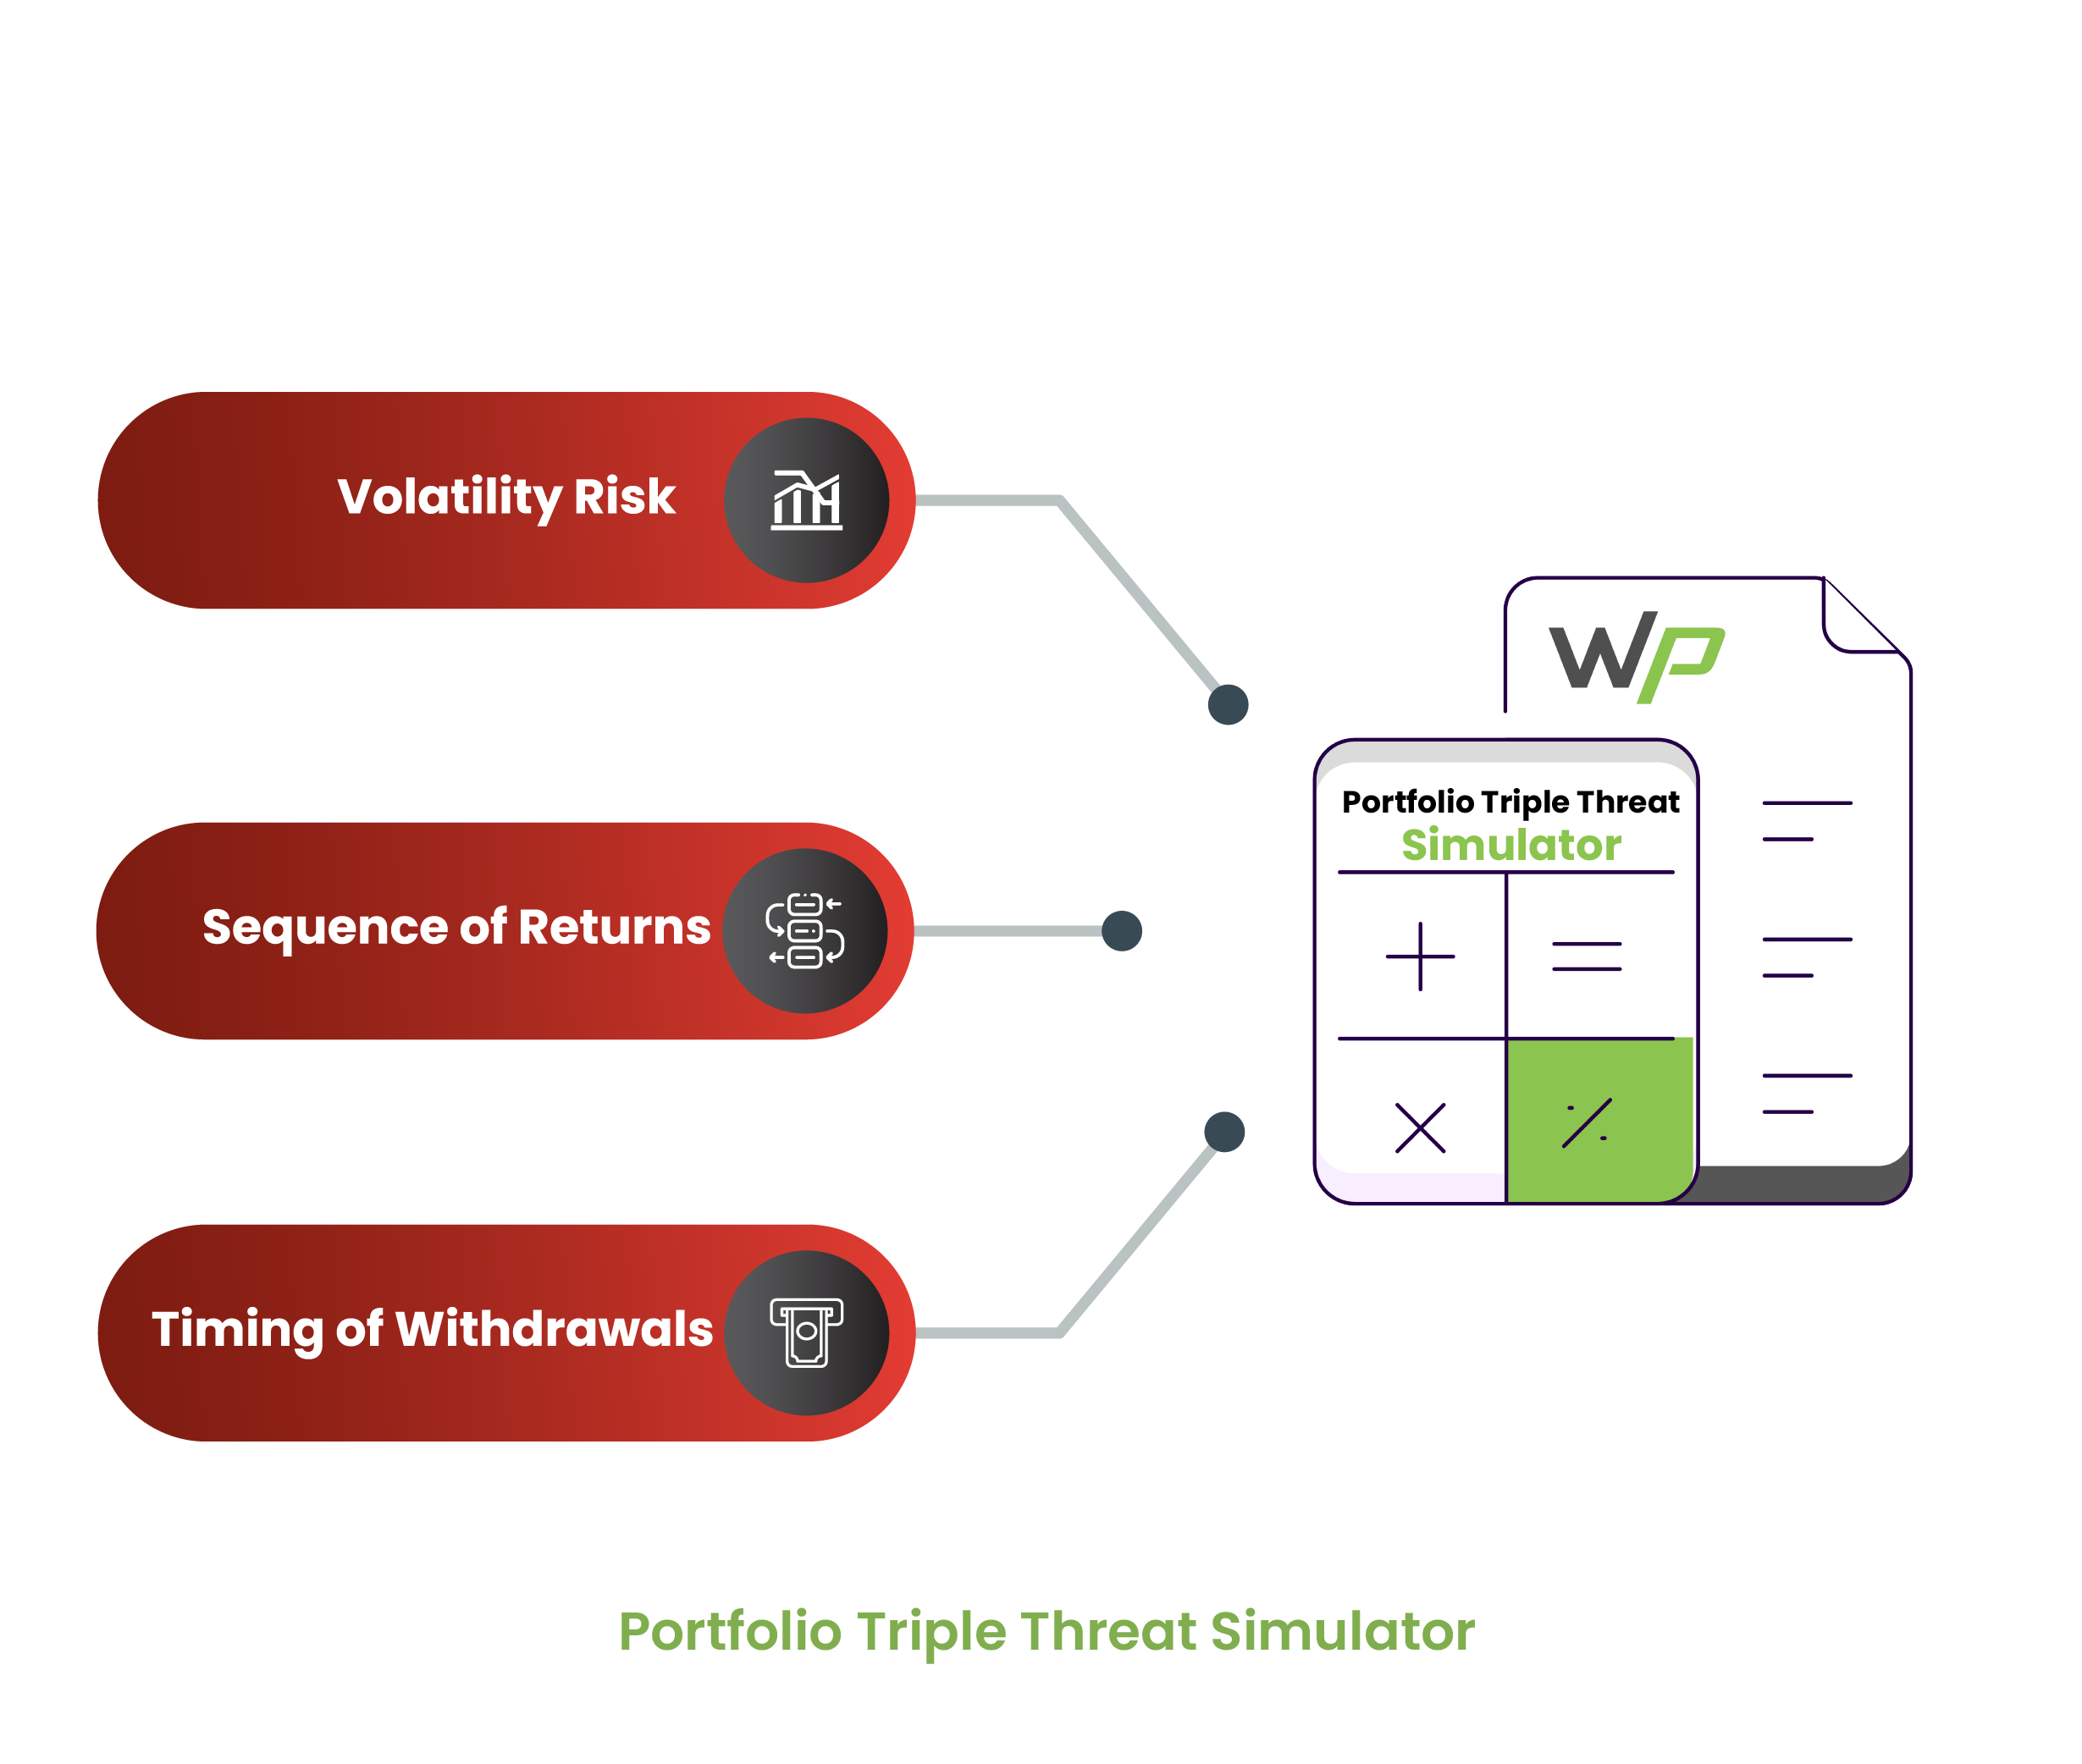 Volatility Risk
WP
Portfolio Triple Threat
Simulator
Sequence of Returns
Timing of Withdrawals
Portfolio Triple Threat Simulator